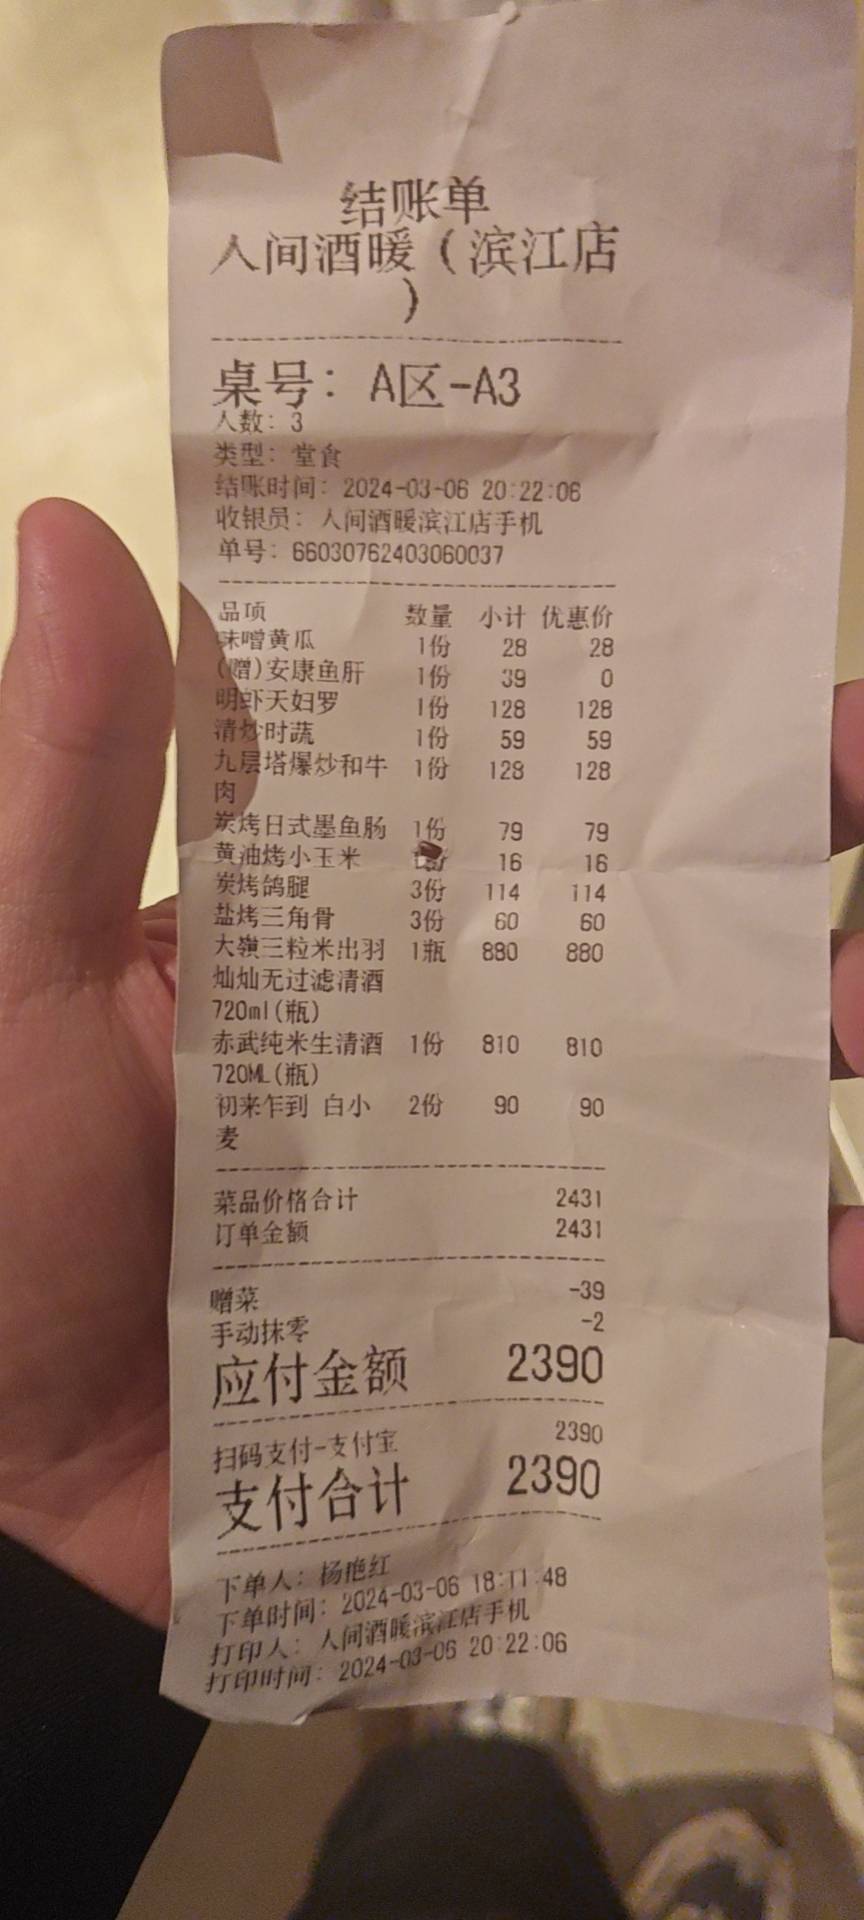 结账单
人间酒暖(滨江店
)
桌号: A区-A3
人数: 3
类型: 堂食
结账时间: 2024-03-06 20:22:06
收银员: 人间酒暖滨江店手机
单号: 66030762403060037
品项 数量 小计 优惠价
味噌黄瓜 1份 28 28
(赠)安康鱼肝 1份 39 0
明虾天妇罗 1份 128 128
清炒时蔬 1份 59 59
九层塔爆炒和牛 1份 128 128
肉
炭烤日式墨鱼肠 1份 79 79
黄油烤小玉米 1份 16 16
炭烤鸽腿 3份 114 114
盐烤三角骨 3份 60 60
大嶺三粒米出羽 1瓶 880 880
灿灿无过滤清酒
720ml(瓶)
赤武纯米生清酒 1份 810 810
720ML(瓶)
初来乍到 白小 2份 90 90
麦
菜品价格合计 2431
订单金额 2431
赠菜 -39
手动抹零 -2
应付金额 2390
扫码支付-支付宝 2390
支付合计 2390
下单人: 杨艳红
下单时间: 2024-03-06 18:11:48
打印人: 人间酒暖滨江店手机
打印时间: 2024-03-06 20:22:06